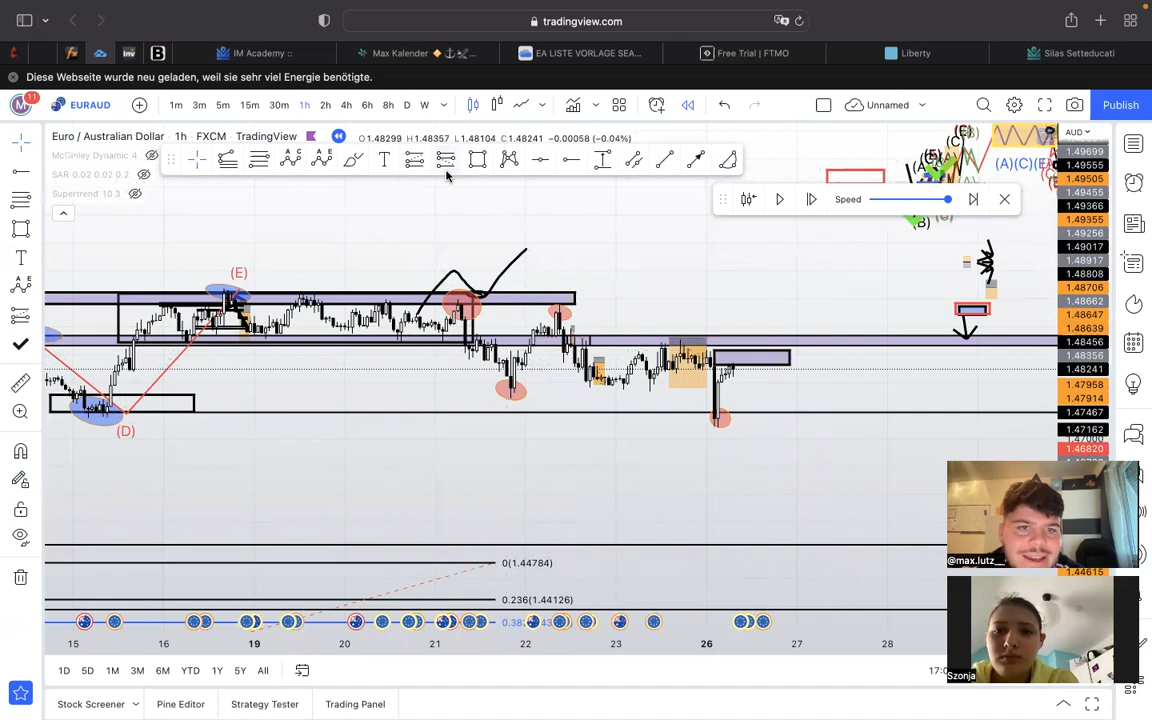 tradingview.com
IM Academy ::
Max Kalender
EA LISTE VORLAGE SEA...
Free Trial | FTMO
Liberty
Silas Setteducati
Diese Webseite wurde neu geladen, weil sie sehr viel Energie benötigte.
11
EURAUD
1m 3m 5m 15m 30m 1h 2h 4h 6h 8h D W
Unnamed
Publish
Euro / Australian Dollar · 1h · FXCM · TradingView
O1.48299 H1.48357 L1.48104 C1.48241 −0.00058 (−0.04%)
AUD
McGinley Dynamic 4
SAR 0.02 0.02 0.2
Supertrend 10 3
Speed
(C)
(E)
(A)(C)(E)
(B)
1.49699
1.49555
1.49505
1.49455
1.49366
1.49355
1.49256
1.49017
1.48917
1.48808
1.48706
1.48662
1.48647
1.48639
1.48456
1.48356
1.48241
1.47958
1.47914
1.47467
1.47162
1.47000
1.46820
1.44615
(E)
(D)
0(1.44784)
0.236(1.44126)
15 16 19 20 21 22 23 26 27 28
1D 5D 1M 3M 6M YTD 1Y 5Y All
17:0
Stock Screener
Pine Editor
Strategy Tester
Trading Panel
@max.lutz__
Szonja